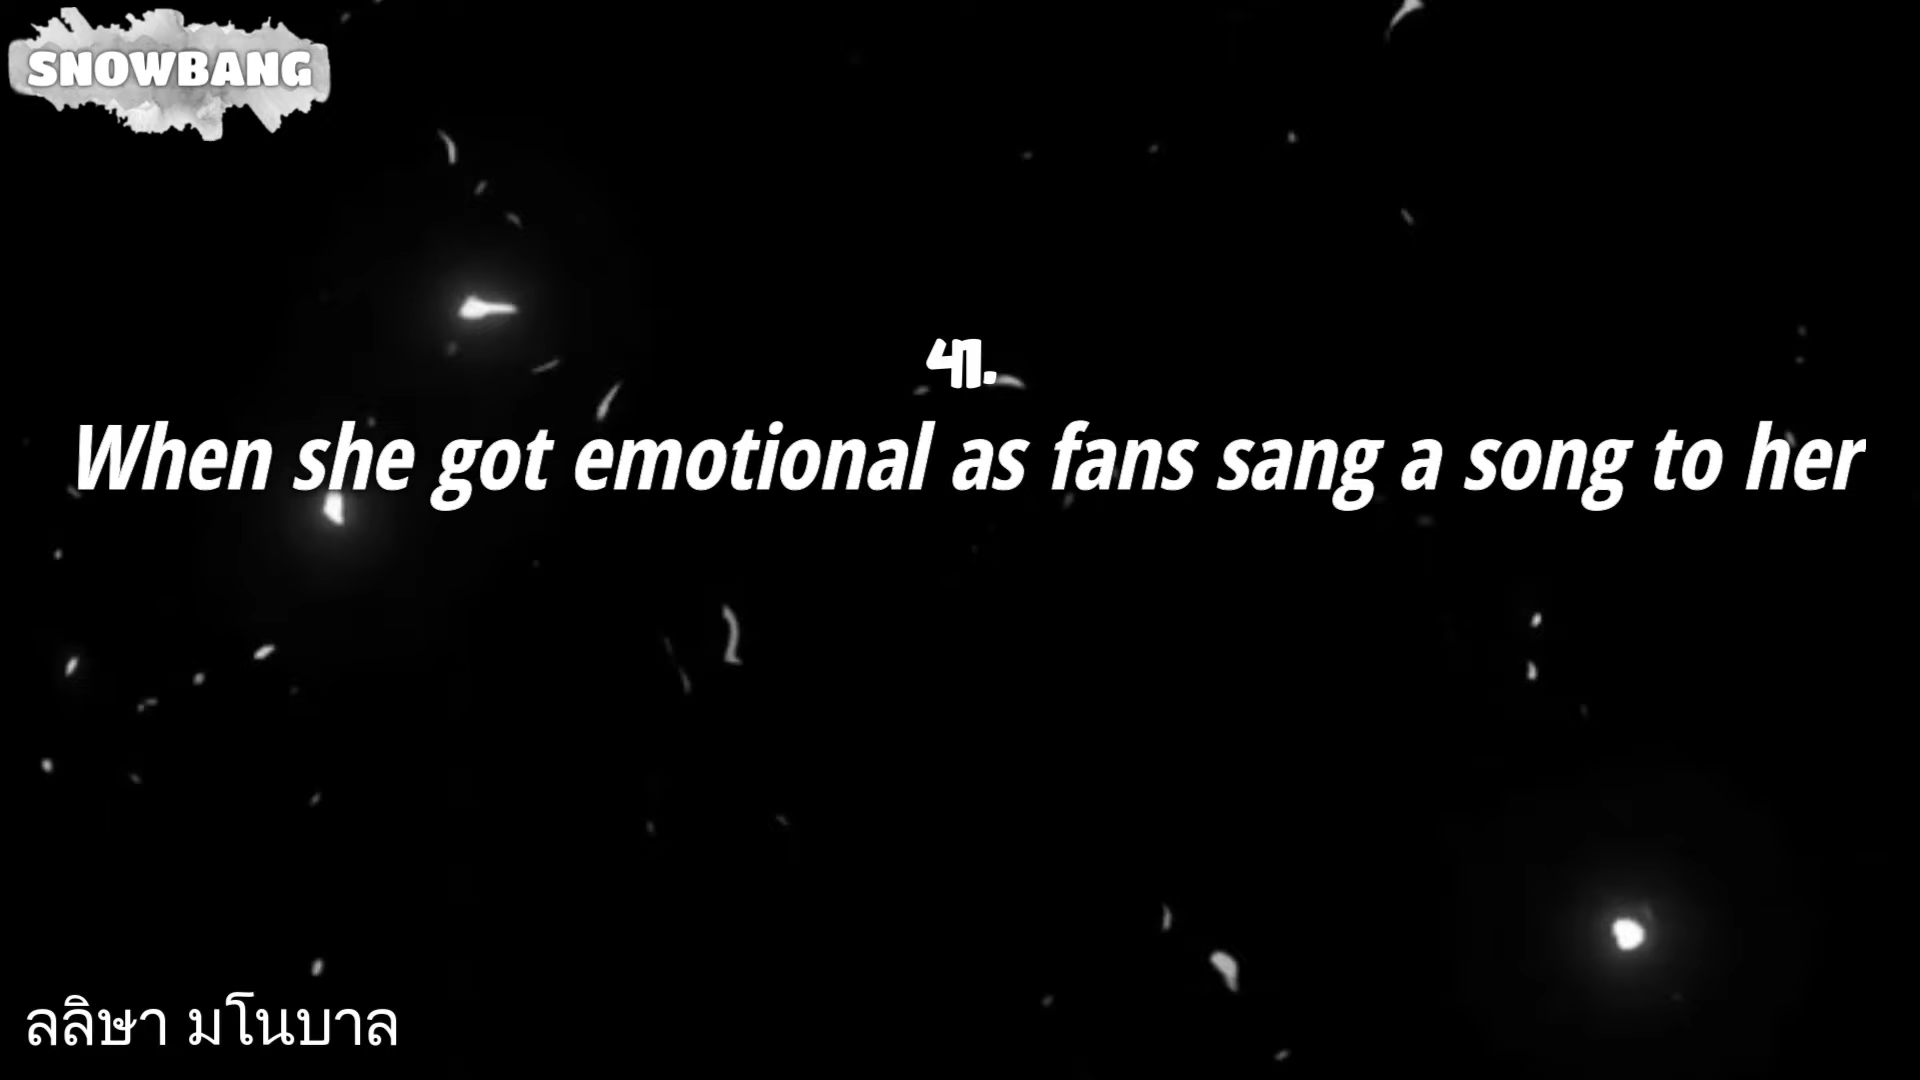 SNOWBANG
41.
When she got emotional as fans sang a song to her
ลลิษา มโนบาล